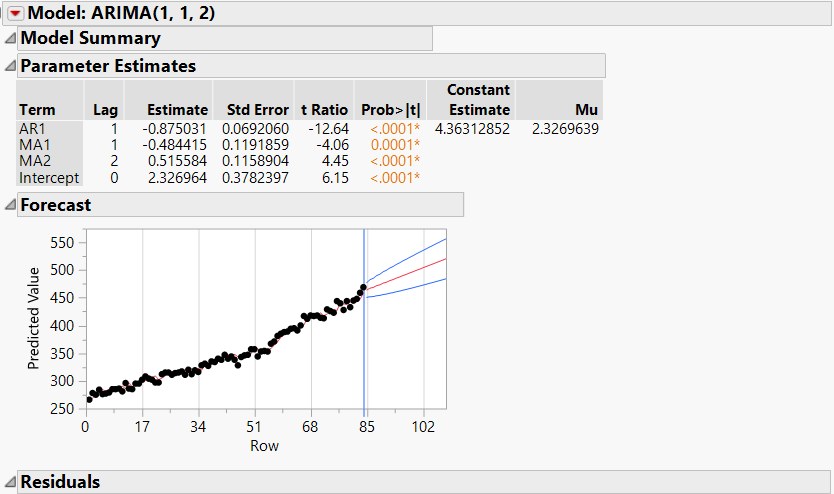 Model: ARIMA(1, 1, 2)
Model Summary
Parameter Estimates
Term Lag Estimate Std Error t Ratio Prob>|t| Constant Estimate Mu
AR1 1 -0.875031 0.0692060 -12.64 <.0001* 4.36312852 2.3269639
MA1 1 -0.484415 0.1191859 -4.06 0.0001*
MA2 2 0.515584 0.1158904 4.45 <.0001*
Intercept 0 2.326964 0.3782397 6.15 <.0001*
Forecast
Predicted Value
550
500
450
400
350
300
250
0 17 34 51 68 85 102
Row
Residuals